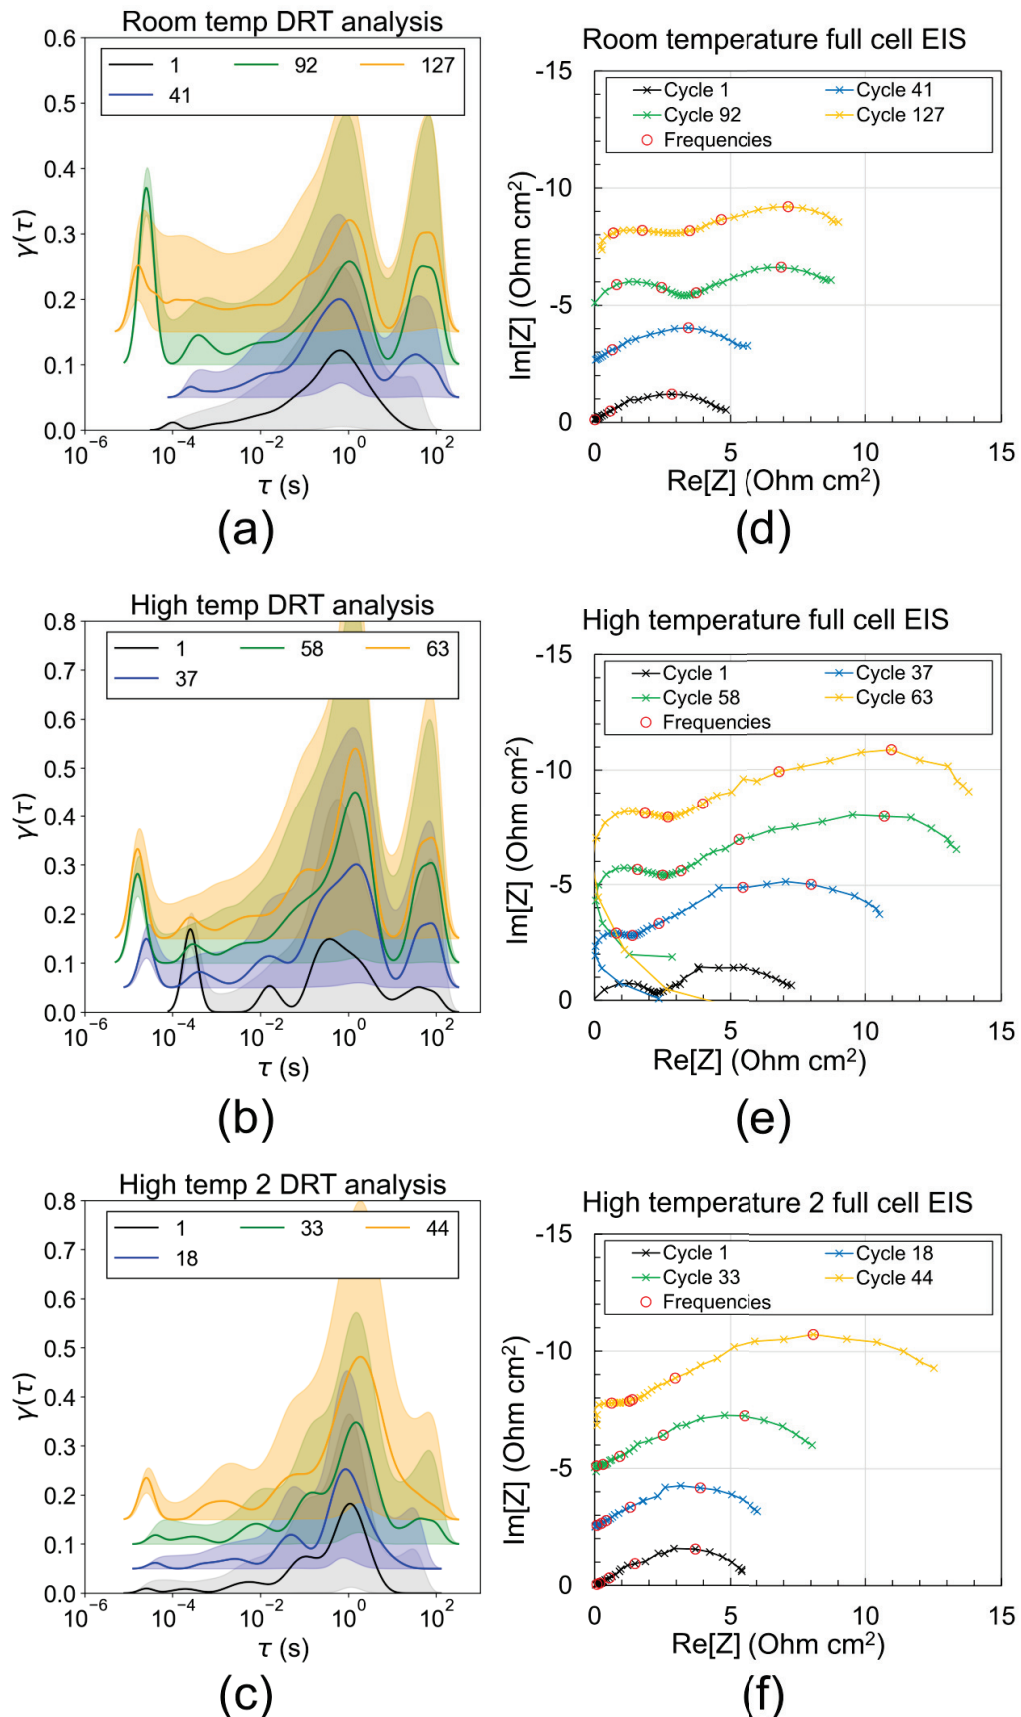 Room temp DRT analysis
0.6
0.5
0.4
0.3
0.2
0.1
0.0
γ(τ)
1
92
127
41
10⁻⁶
10⁻⁴
10⁻²
10⁰
10²
τ (s)
(a)
Room temperature full cell EIS
-15
-10
-5
0
Im[Z] (Ohm cm²)
Cycle 1
Cycle 41
Cycle 92
Cycle 127
Frequencies
0
5
10
15
Re[Z] (Ohm cm²)
(d)
High temp DRT analysis
0.8
0.7
0.6
0.5
0.4
0.3
0.2
0.1
0.0
γ(τ)
1
58
63
37
10⁻⁶
10⁻⁴
10⁻²
10⁰
10²
τ (s)
(b)
High temperature full cell EIS
-15
-10
-5
0
Im[Z] (Ohm cm²)
Cycle 1
Cycle 37
Cycle 58
Cycle 63
Frequencies
0
5
10
15
Re[Z] (Ohm cm²)
(e)
High temp 2 DRT analysis
0.8
0.7
0.6
0.5
0.4
0.3
0.2
0.1
0.0
γ(τ)
1
33
44
18
10⁻⁶
10⁻⁴
10⁻²
10⁰
10²
τ (s)
(c)
High temperature 2 full cell EIS
-15
-10
-5
0
Im[Z] (Ohm cm²)
Cycle 1
Cycle 18
Cycle 33
Cycle 44
Frequencies
0
5
10
15
Re[Z] (Ohm cm²)
(f)